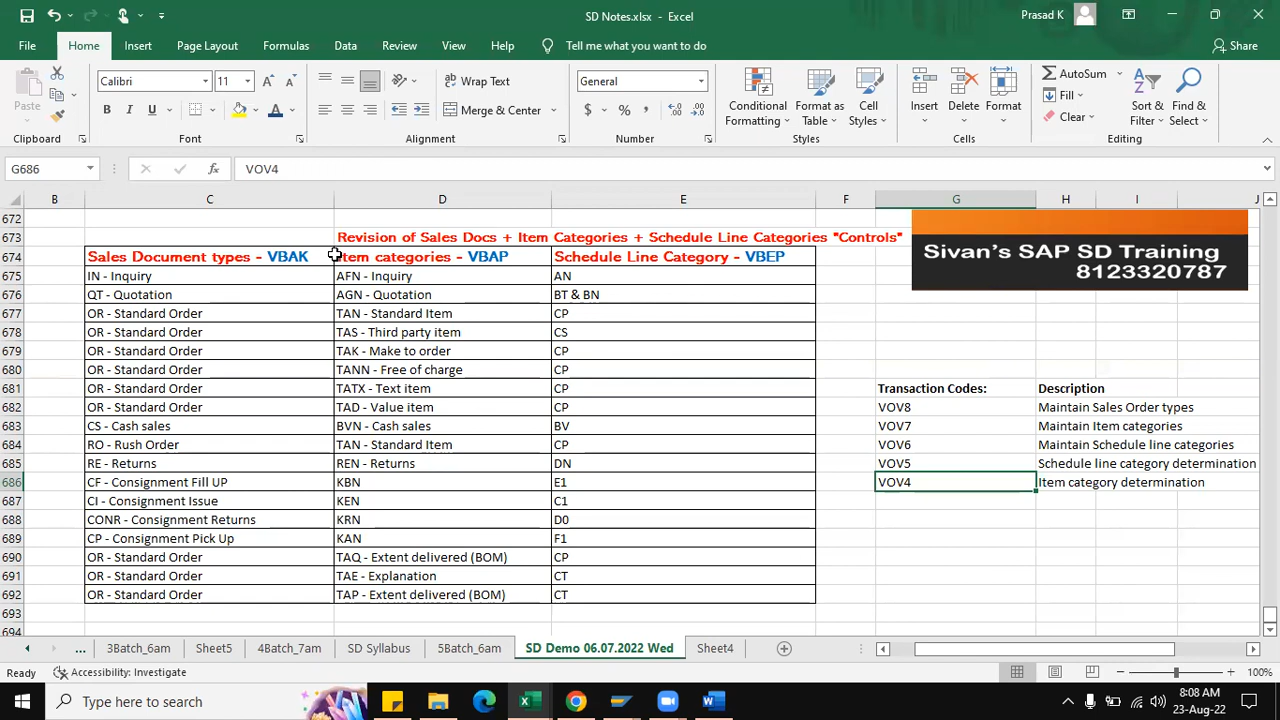 SD Notes.xlsx - Excel
Prasad K
File Home Insert Page Layout Formulas Data Review View Help Tell me what you want to do Share
Paste
Calibri 11
Wrap Text
General
B I U
Merge & Center
$ %
Conditional Formatting
Format as Table
Cell Styles
Insert Delete Format
AutoSum
Fill
Clear
Sort & Filter
Find & Select
Clipboard Font Alignment Number Styles Cells Editing
G686 fx VOV4
B C D E F G H I J
672
673 Revision of Sales Docs + Item Categories + Schedule Line Categories "Controls"
674 Sales Document types - VBAK Item categories - VBAP Schedule Line Category - VBEP
675 IN - Inquiry AFN - Inquiry AN
676 QT - Quotation AGN - Quotation BT & BN
677 OR - Standard Order TAN - Standard Item CP
678 OR - Standard Order TAS - Third party item CS
679 OR - Standard Order TAK - Make to order CP
680 OR - Standard Order TANN - Free of charge CP
681 OR - Standard Order TATX - Text item CP Transaction Codes: Description
682 OR - Standard Order TAD - Value item CP VOV8 Maintain Sales Order types
683 CS - Cash sales BVN - Cash sales BV VOV7 Maintain Item categories
684 RO - Rush Order TAN - Standard Item CP VOV6 Maintain Schedule line categories
685 RE - Returns REN - Returns DN VOV5 Schedule line category determination
686 CF - Consignment Fill UP KBN E1 VOV4 Item category determination
687 CI - Consignment Issue KEN C1
688 CONR - Consignment Returns KRN D0
689 CP - Consignment Pick Up KAN F1
690 OR - Standard Order TAQ - Extent delivered (BOM) CP
691 OR - Standard Order TAE - Explanation CT
692 OR - Standard Order TAP - Extent delivered (BOM) CT
693
694
Sivan's SAP SD Training
8123320787
... 3Batch_6am Sheet5 4Batch_7am SD Syllabus 5Batch_6am SD Demo 06.07.2022 Wed Sheet4
Ready Accessibility: Investigate 100%
Type here to search
8:08 AM
23-Aug-22